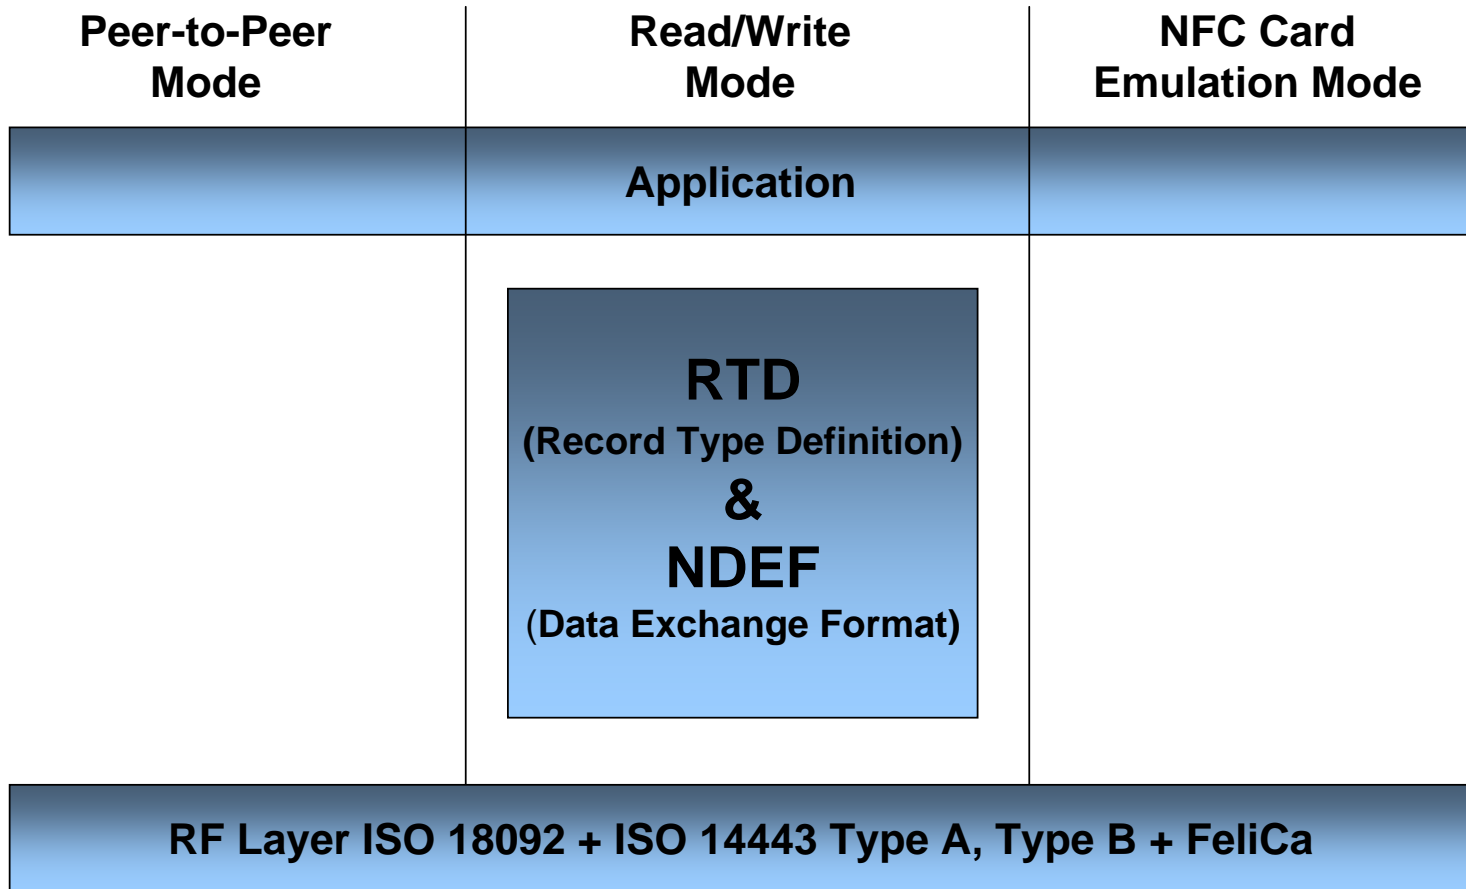 Peer-to-Peer
Mode
Read/Write
Mode
NFC Card
Emulation Mode
Application
RTD
(Record Type Definition)
&
NDEF
(Data Exchange Format)
RF Layer ISO 18092 + ISO 14443 Type A, Type B + FeliCa